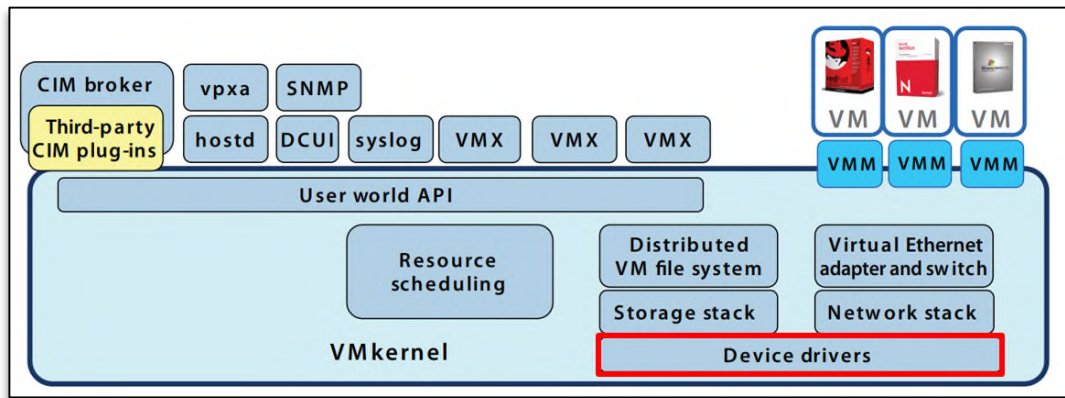 CIM broker
Third-party
CIM plug-ins
vpxa
SNMP
hostd
DCUI
syslog
VMX
VMX
VMX
redhat
N
VM
VM
VM
VMM
VMM
VMM
User world API
Resource
scheduling
Distributed
VM file system
Virtual Ethernet
adapter and switch
Storage stack
Network stack
VMkernel
Device drivers